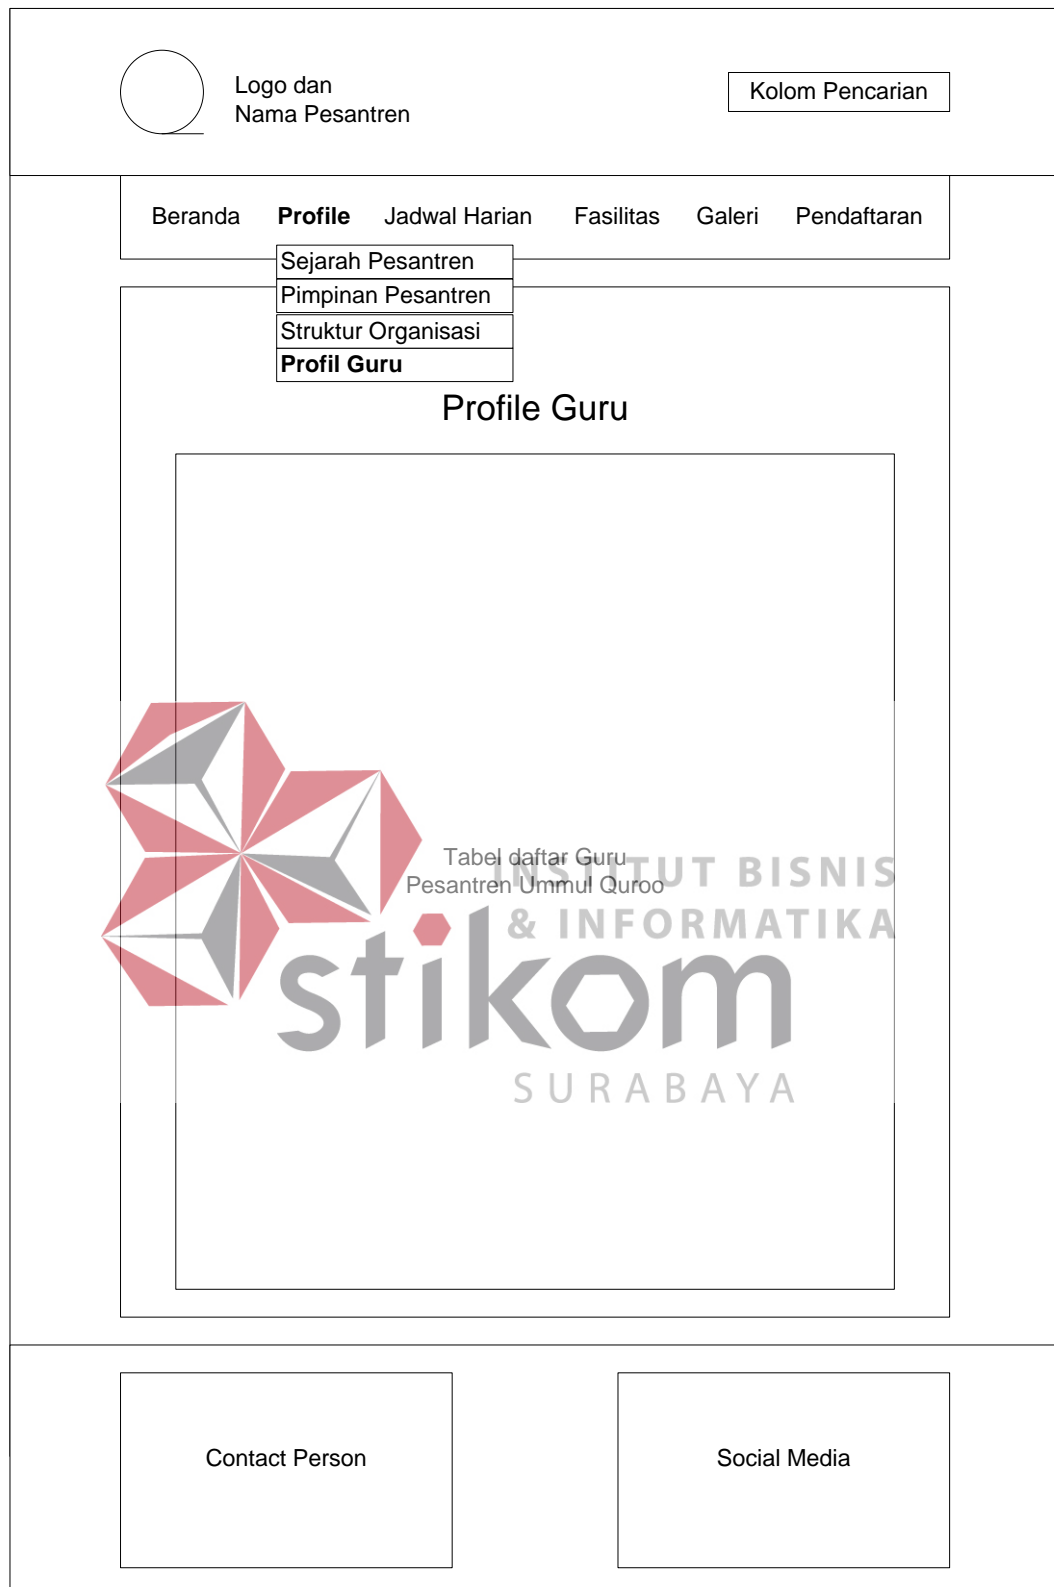 Logo dan
Nama Pesantren
Kolom Pencarian
Beranda Profile Jadwal Harian Fasilitas Galeri Pendaftaran
Sejarah Pesantren
Pimpinan Pesantren
Struktur Organisasi
Profil Guru
Profile Guru
Tabel daftar Guru
Pesantren Ummul Quroo
INSTITUT BISNIS
& INFORMATIKA
stikom
SURABAYA
Contact Person
Social Media